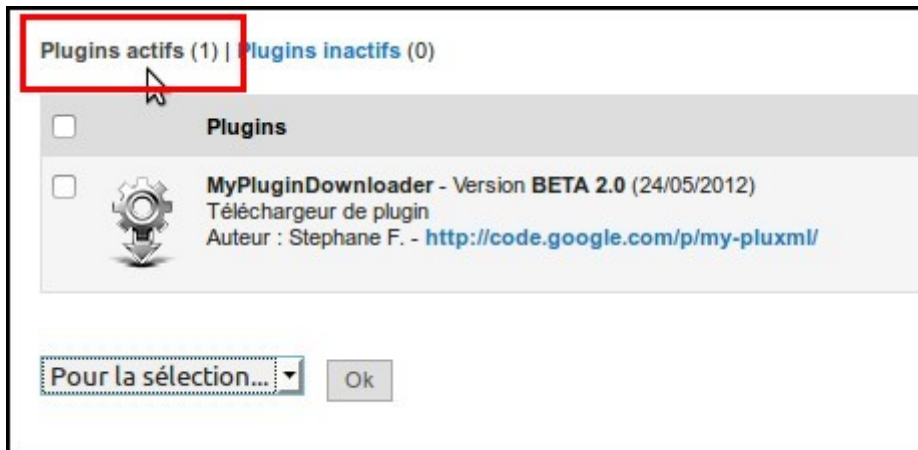 Plugins actifs (1) | Plugins inactifs (0)
Plugins
MyPluginDownloader - Version BETA 2.0 (24/05/2012)
Téléchargeur de plugin
Auteur : Stephane F. - http://code.google.com/p/my-pluxml/
Pour la sélection... Ok